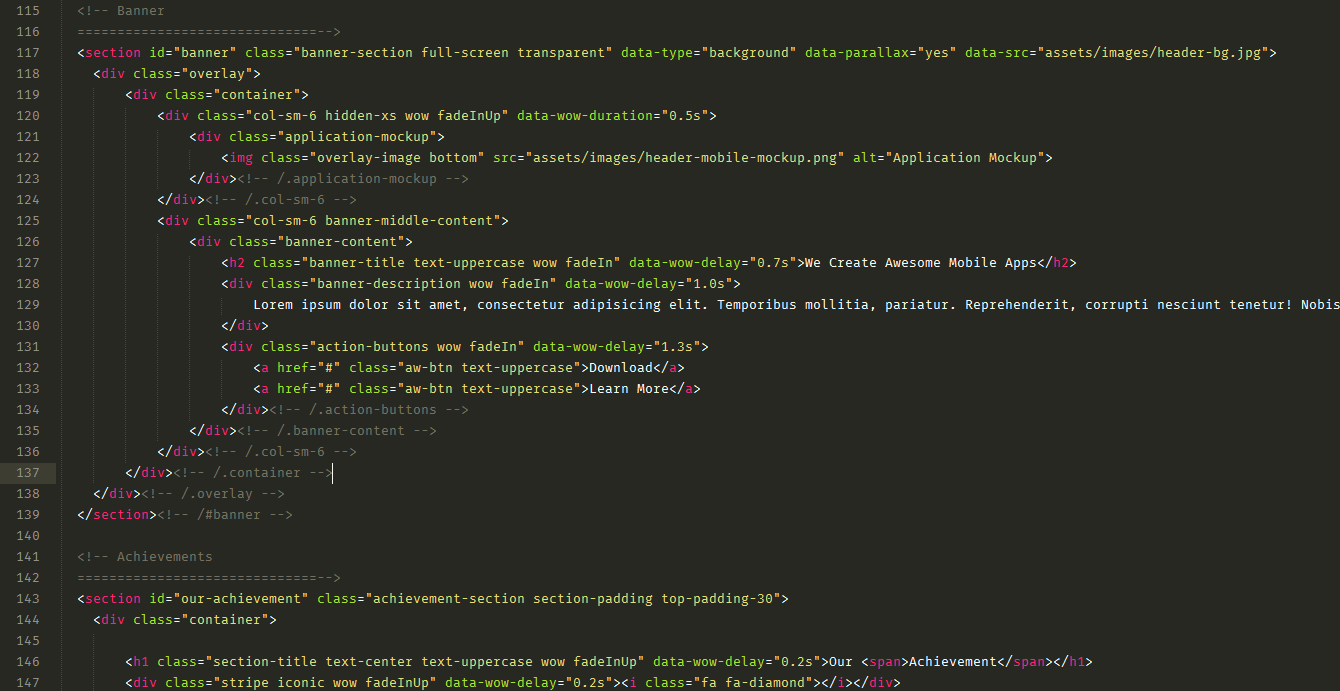 115 <!-- Banner
116 ==============================-->
117 <section id="banner" class="banner-section full-screen transparent" data-type="background" data-parallax="yes" data-src="assets/images/header-bg.jpg">
118 <div class="overlay">
119 <div class="container">
120 <div class="col-sm-6 hidden-xs wow fadeInUp" data-wow-duration="0.5s">
121 <div class="application-mockup">
122 <img class="overlay-image bottom" src="assets/images/header-mobile-mockup.png" alt="Application Mockup">
123 </div><!-- /.application-mockup -->
124 </div><!-- /.col-sm-6 -->
125 <div class="col-sm-6 banner-middle-content">
126 <div class="banner-content">
127 <h2 class="banner-title text-uppercase wow fadeIn" data-wow-delay="0.7s">We Create Awesome Mobile Apps</h2>
128 <div class="banner-description wow fadeIn" data-wow-delay="1.0s">
129 Lorem ipsum dolor sit amet, consectetur adipisicing elit. Temporibus mollitia, pariatur. Reprehenderit, corrupti nesciunt tenetur! Nobis
130 </div>
131 <div class="action-buttons wow fadeIn" data-wow-delay="1.3s">
132 <a href="#" class="aw-btn text-uppercase">Download</a>
133 <a href="#" class="aw-btn text-uppercase">Learn More</a>
134 </div><!-- /.action-buttons -->
135 </div><!-- /.banner-content -->
136 </div><!-- /.col-sm-6 -->
137 </div><!-- /.container -->
138 </div><!-- /.overlay -->
139 </section><!-- /#banner -->
140
141 <!-- Achievements
142 ==============================-->
143 <section id="our-achievement" class="achievement-section section-padding top-padding-30">
144 <div class="container">
145
146 <h1 class="section-title text-center text-uppercase wow fadeInUp" data-wow-delay="0.2s">Our <span>Achievement</span></h1>
147 <div class="stripe iconic wow fadeInUp" data-wow-delay="0.2s"><i class="fa fa-diamond"></i></div>